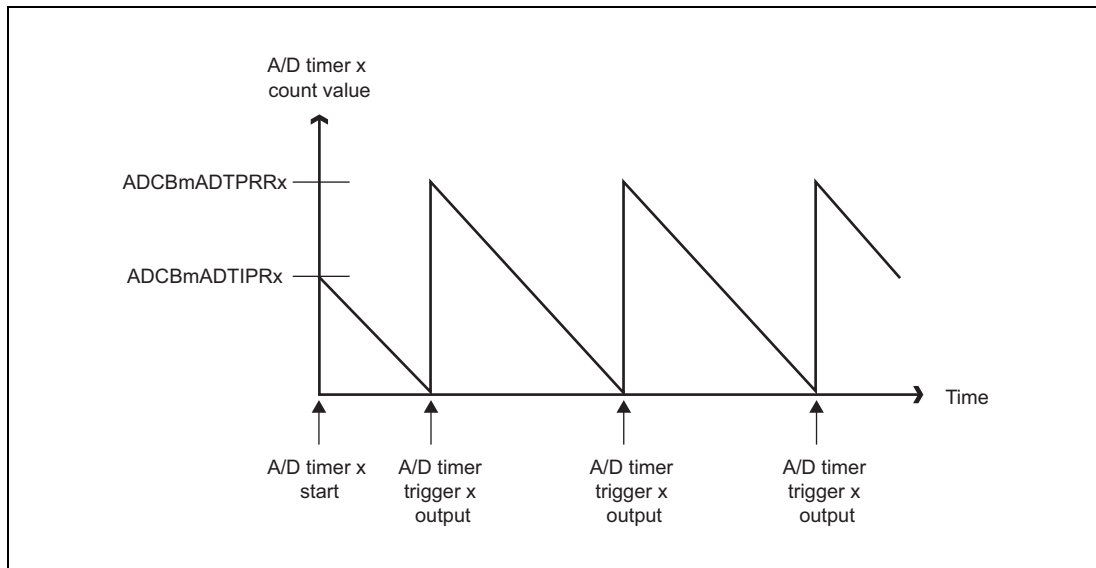 A/D timer x
count value
ADCBmADTPRRx
ADCBmADTIPRx
Time
A/D timer x
start
A/D timer
trigger x
output
A/D timer
trigger x
output
A/D timer
trigger x
output